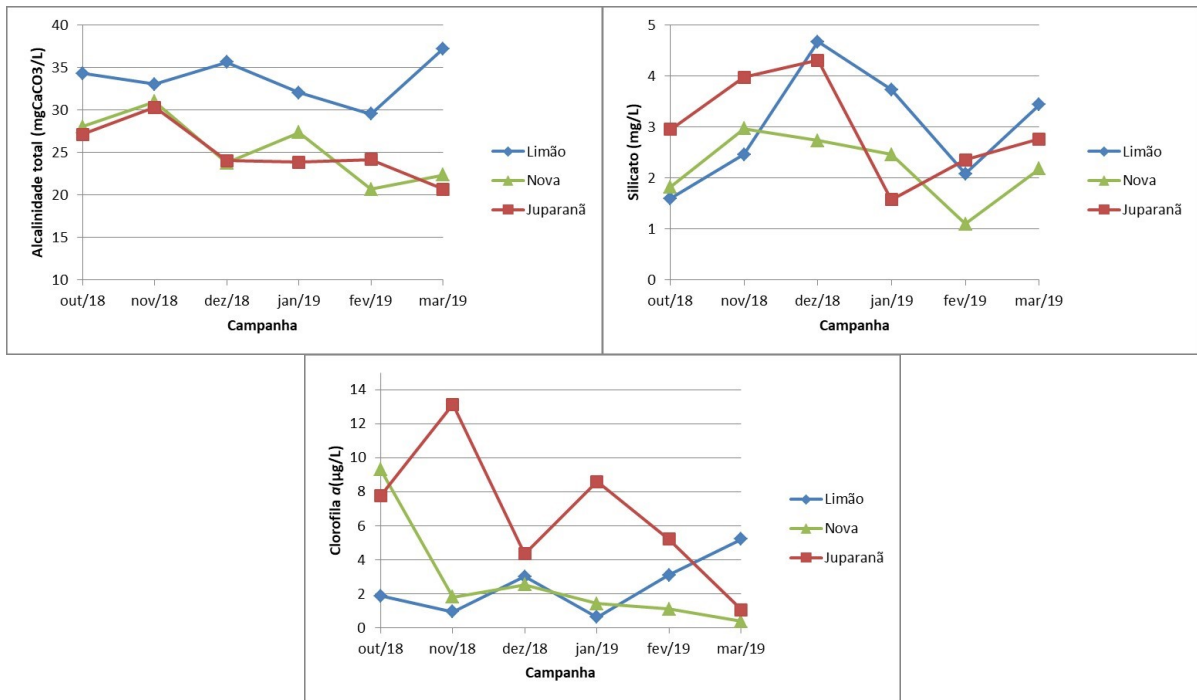 Alcalinidade total (mgCaCO3/L)
40
35
30
25
20
15
10
out/18 nov/18 dez/18 jan/19 fev/19 mar/19
Campanha
Limão
Nova
Juparanã
Silicato (mg/L)
5
4
3
2
1
0
out/18 nov/18 dez/18 jan/19 fev/19 mar/19
Campanha
Limão
Nova
Juparanã
Clorofila a(µg/L)
14
12
10
8
6
4
2
0
out/18 nov/18 dez/18 jan/19 fev/19 mar/19
Campanha
Limão
Nova
Juparanã